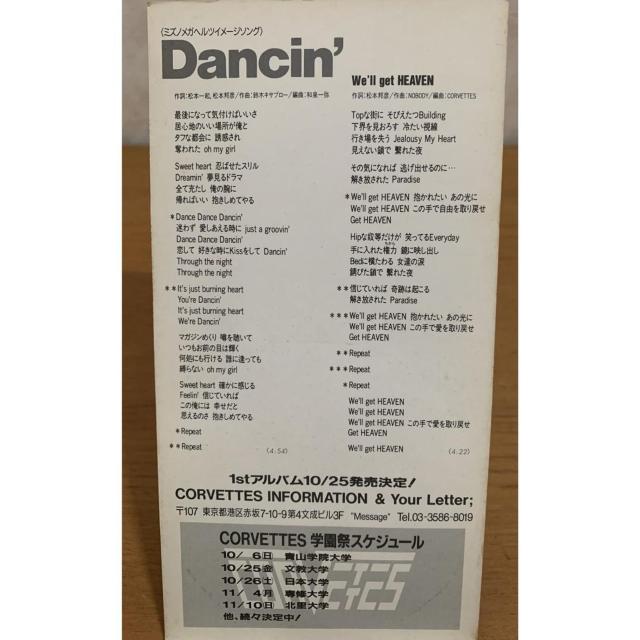 (ミズノメガヘルツイメージソング)
Dancin'
作詞:松本一起, 松本邦彦/作曲:鈴木キサブロー/編曲:和泉一弥
最後になって気付けばいいさ
居心地のいい場所が俺と
タフな都会に 誘惑され
奪われた oh my girl
Sweet heart 忍ばせたスリル
Dreamin' 夢見るドラマ
全て充たし 俺の胸に
帰ればいい 抱きしめてやる
*Dance Dance Dancin'
迷わず 愛しあえる時に just a groovin'
Dance Dance Dancin'
恋して 好きな時にKissをして Dancin'
Through the night
Through the night
**It's just burning heart
You're Dancin'
It's just burning heart
We're Dancin'
マガジンめくり 噂を聴いて
いつもお前の目は輝く
何処にも行ける 誰に逢っても
縛らない oh my girl
Sweet heart 確かに感じる
Feelin' 信じていれば
この俺には 幸せだと
思えるのさ 抱きしめてやる
*Repeat
**Repeat
(4:54)
We'll get HEAVEN
作詞:松本邦彦/作曲:NOBODY/編曲:CORVETTES
Topな街に そびえたつBuilding
下界を見おろす 冷たい視線
行き場を失う Jealousy My Heart
見えない鎖で 繋れた夜
その気になれば 逃げ出せるのに…
解き放された Paradise
*We'll get HEAVEN 抱かれたい あの光に
We'll get HEAVEN この手で自由を取り戻せ
Get HEAVEN
Hipな奴等だけが 笑ってるEveryday
手に入れた権力 鏡に映し出し
Bedに横たわる 女達の涙
錆びた鎖で 繋れた夜
**信じていれば 奇跡は起こる
解き放された Paradise
***We'll get HEAVEN 抱かれたい あの光に
We'll get HEAVEN この手で愛を取り戻せ
Get HEAVEN
**Repeat
***Repeat
*Repeat
We'll get HEAVEN
We'll get HEAVEN
We'll get HEAVEN この手で愛を取り戻せ
Get HEAVEN
We'll get HEAVEN
(4:22)
1stアルバム10/25発売決定!
CORVETTES INFORMATION & Your Letter;
〒107 東京都港区赤坂7-10-9第4文成ビル3F "Message" Tel.03-3586-8019
CORVETTES 学園祭スケジュール
10/ 6(日) 青山学院大学
10/25(金) 文教大学
10/26(土) 日本大学
11/ 4(月) 専修大学
11/10(日) 北里大学
他、続々決定中!